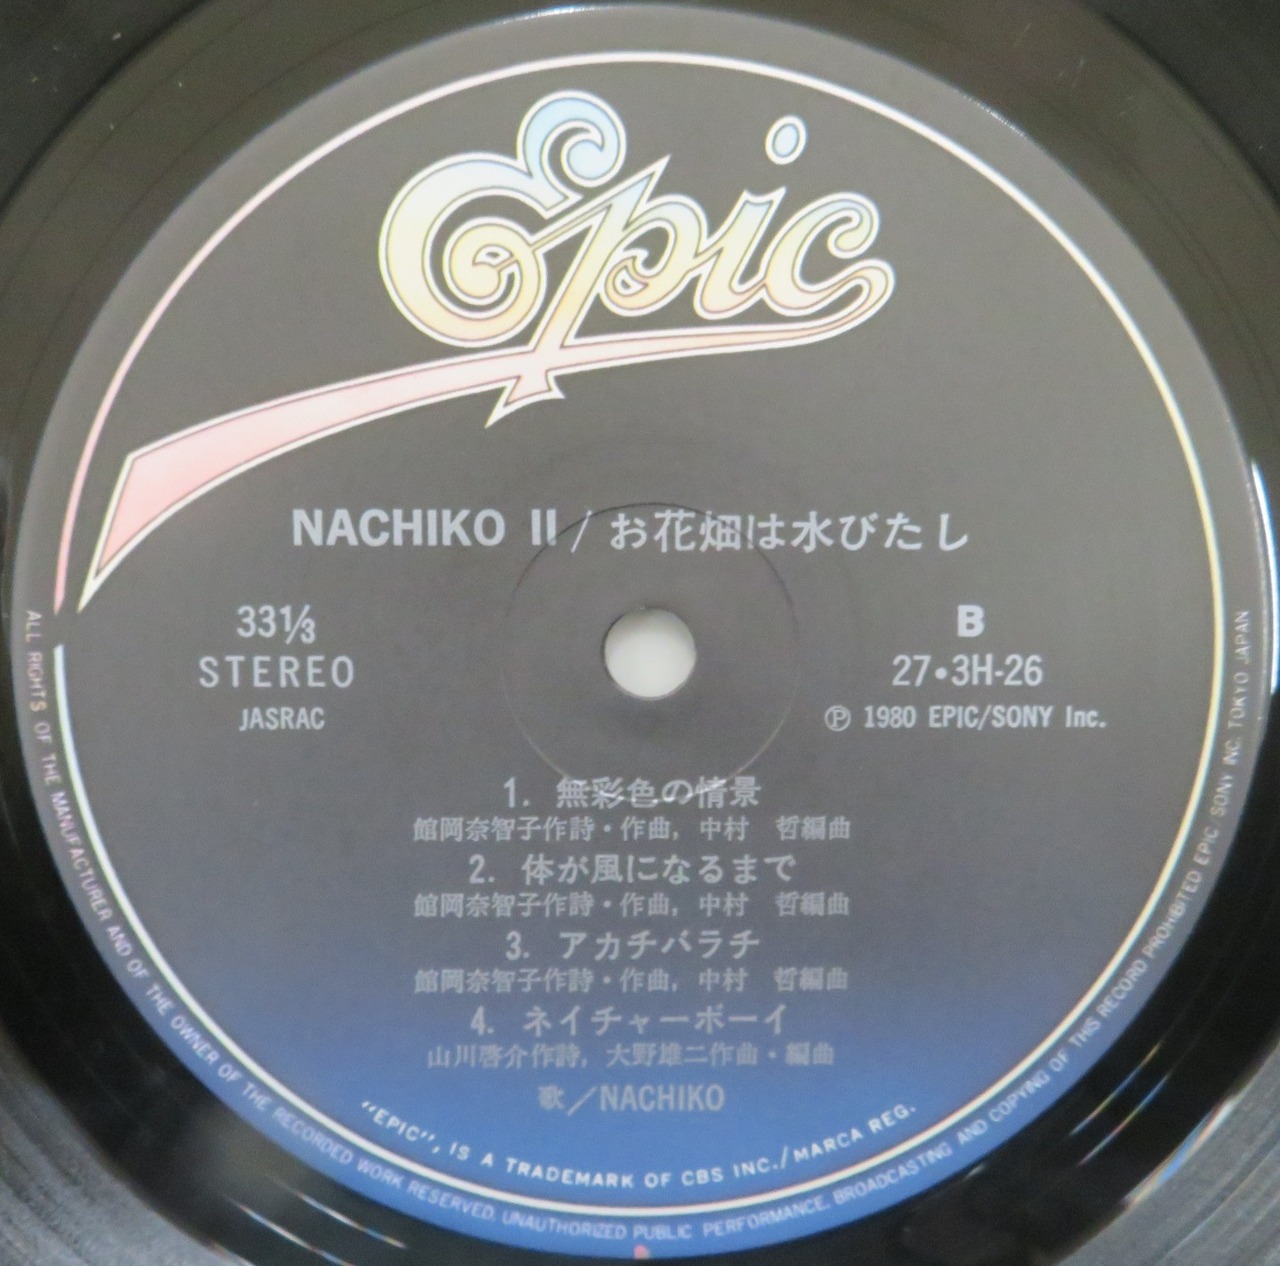 Epic
NACHIKO II / お花畑は水びたし
33⅓
STEREO
JASRAC
B
27・3H-26
Ⓟ 1980 EPIC/SONY Inc.
1. 無彩色の情景
館岡奈智子作詩・作曲, 中村　哲編曲
2. 体が風になるまで
館岡奈智子作詩・作曲, 中村　哲編曲
3. アカチバラチ
館岡奈智子作詩・作曲, 中村　哲編曲
4. ネイチャーボーイ
山川啓介作詩, 大野雄二作曲・編曲
歌／NACHIKO
"EPIC", IS A TRADEMARK OF CBS INC./MARCA REG.
ALL RIGHTS OF THE MANUFACTURER AND OF THE OWNER OF THE RECORDED WORK RESERVED. UNAUTHORIZED PUBLIC PERFORMANCE, BROADCASTING AND COPYING OF THIS RECORD PROHIBITED EPIC/SONY INC. TOKYO JAPAN